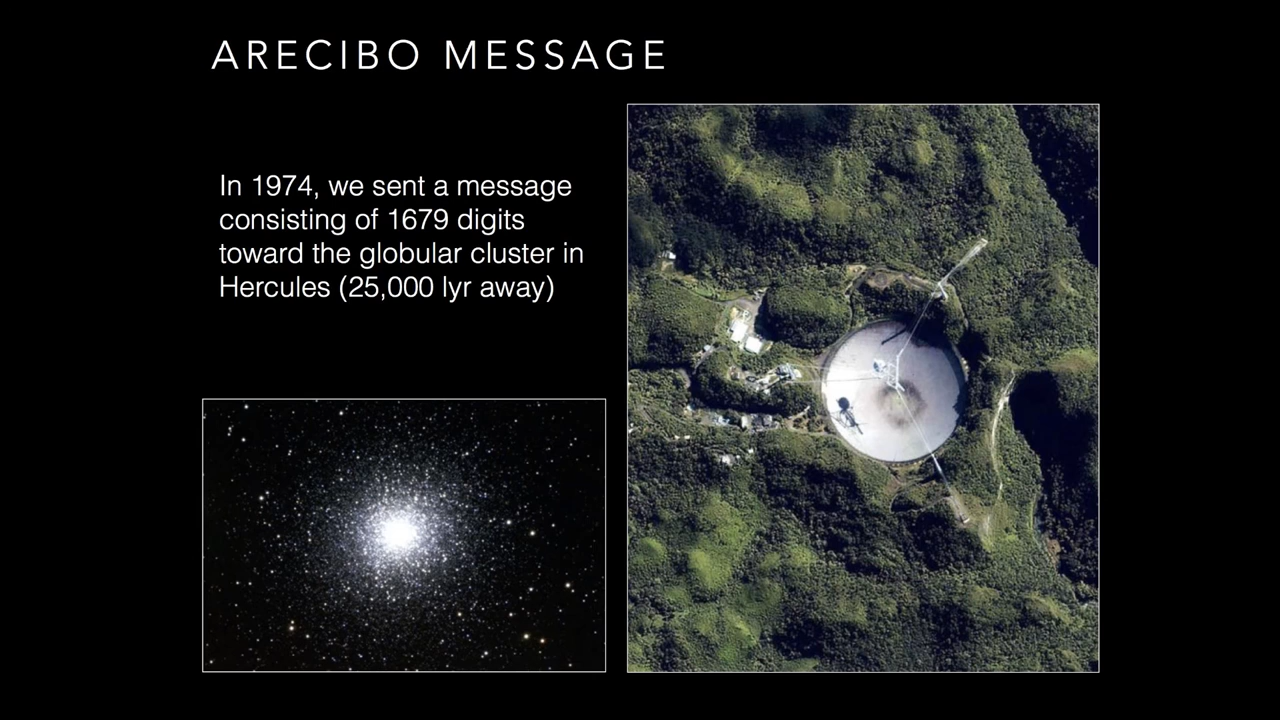 ARECIBO MESSAGE
In 1974, we sent a message
consisting of 1679 digits
toward the globular cluster in
Hercules (25,000 lyr away)